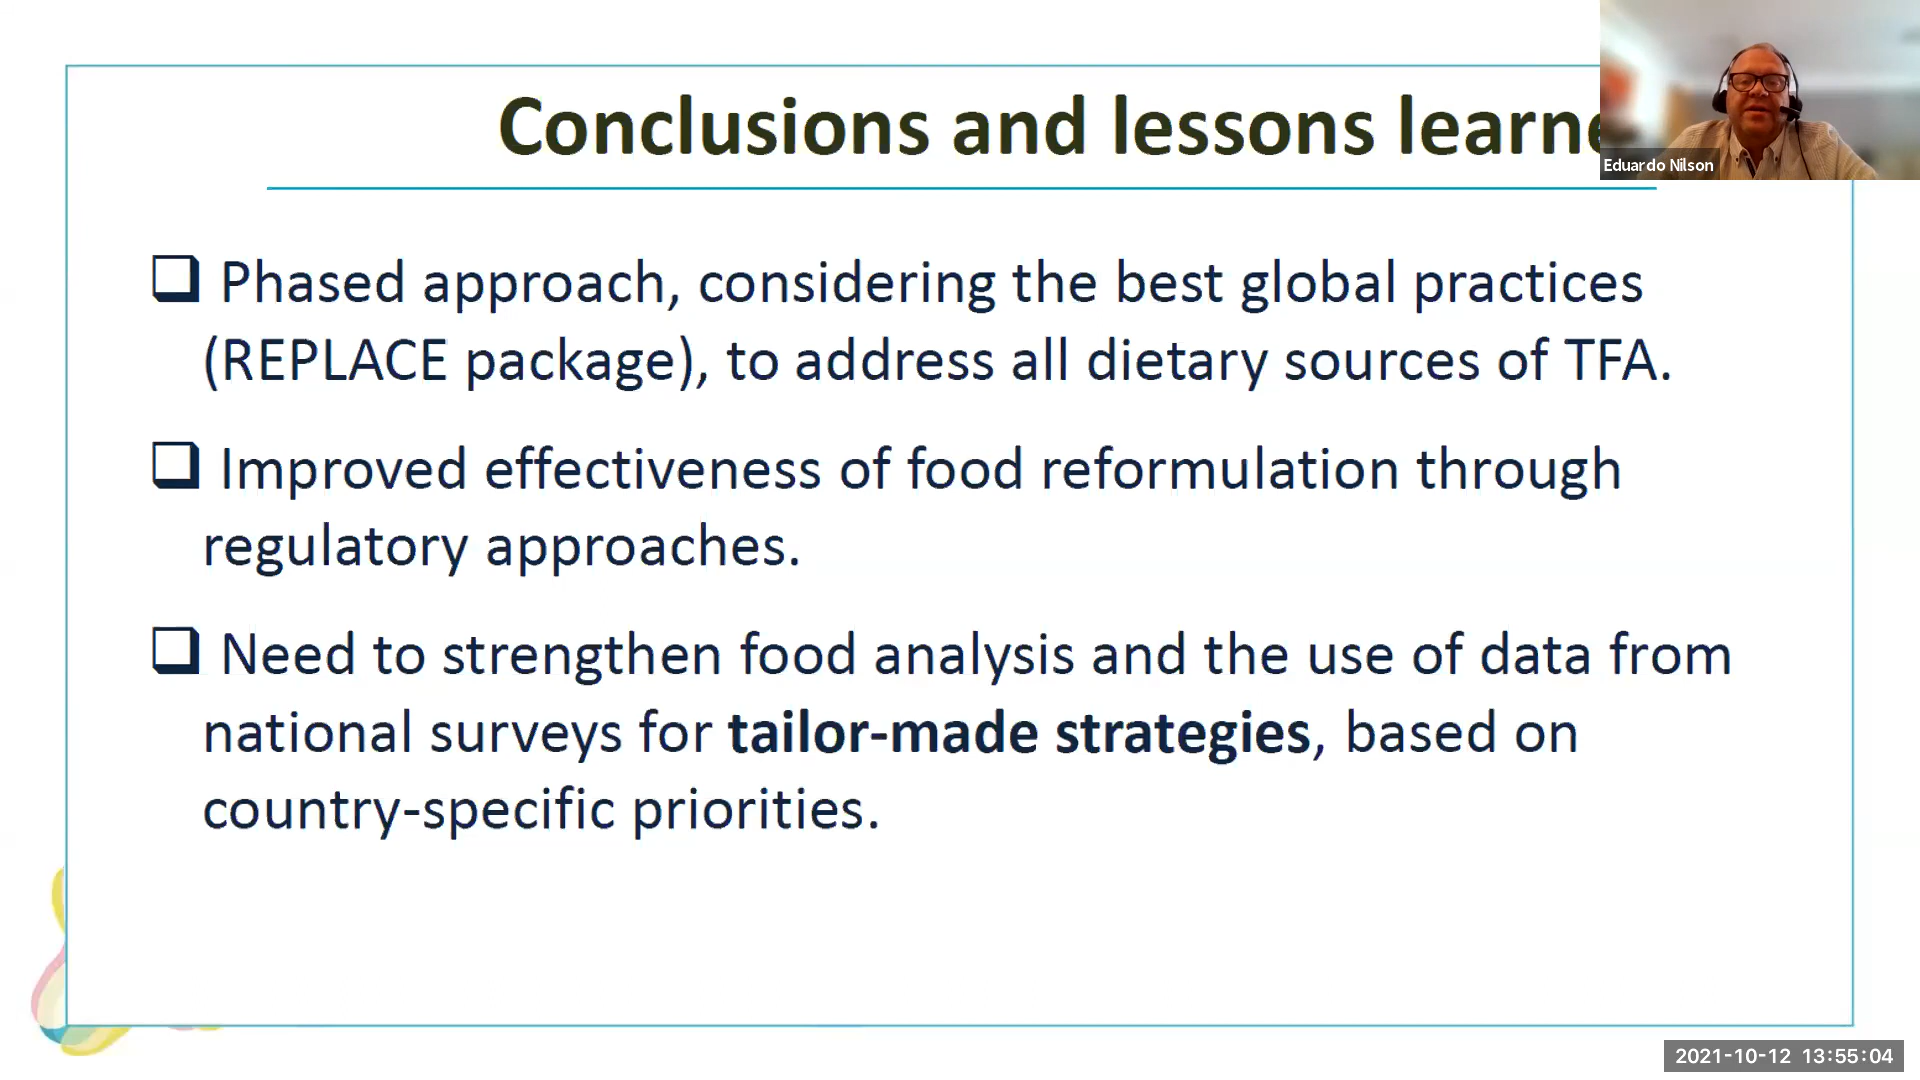 Conclusions and lessons learne
Eduardo Nilson
❑ Phased approach, considering the best global practices
(REPLACE package), to address all dietary sources of TFA.
❑ Improved effectiveness of food reformulation through
regulatory approaches.
❑ Need to strengthen food analysis and the use of data from
national surveys for tailor-made strategies, based on
country-specific priorities.
2021-10-12 13:55:04